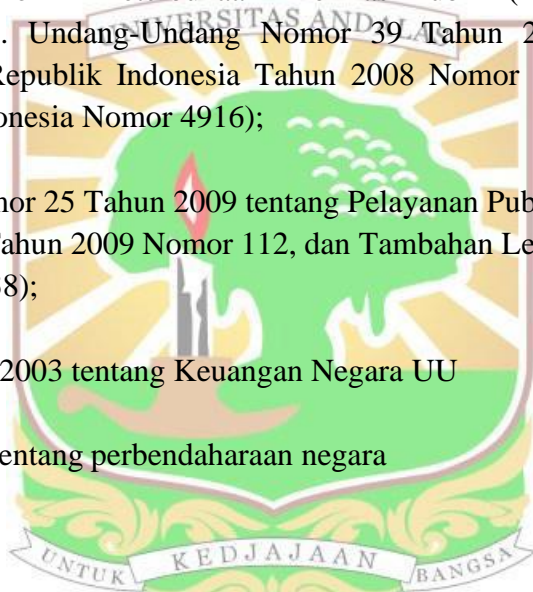 UNIVERSITAS ANDALAS
. Undang-Undang Nomor 39 Tahun 2
Republik Indonesia Tahun 2008 Nomor
onesia Nomor 4916);
nor 25 Tahun 2009 tentang Pelayanan Pub
Tahun 2009 Nomor 112, dan Tambahan Le
8);
2003 tentang Keuangan Negara UU
entang perbendaharaan negara
UNTUK KEDJAJAAN BANGSA